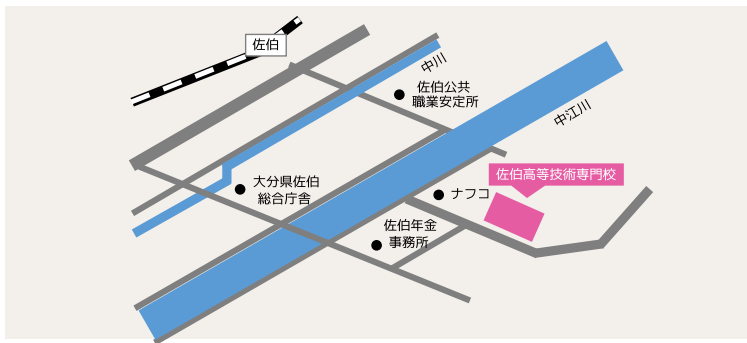 佐伯
中川
佐伯公共
職業安定所
中江川
佐伯高等技術専門校
大分県佐伯
総合庁舎
ナフコ
佐伯年金
事務所